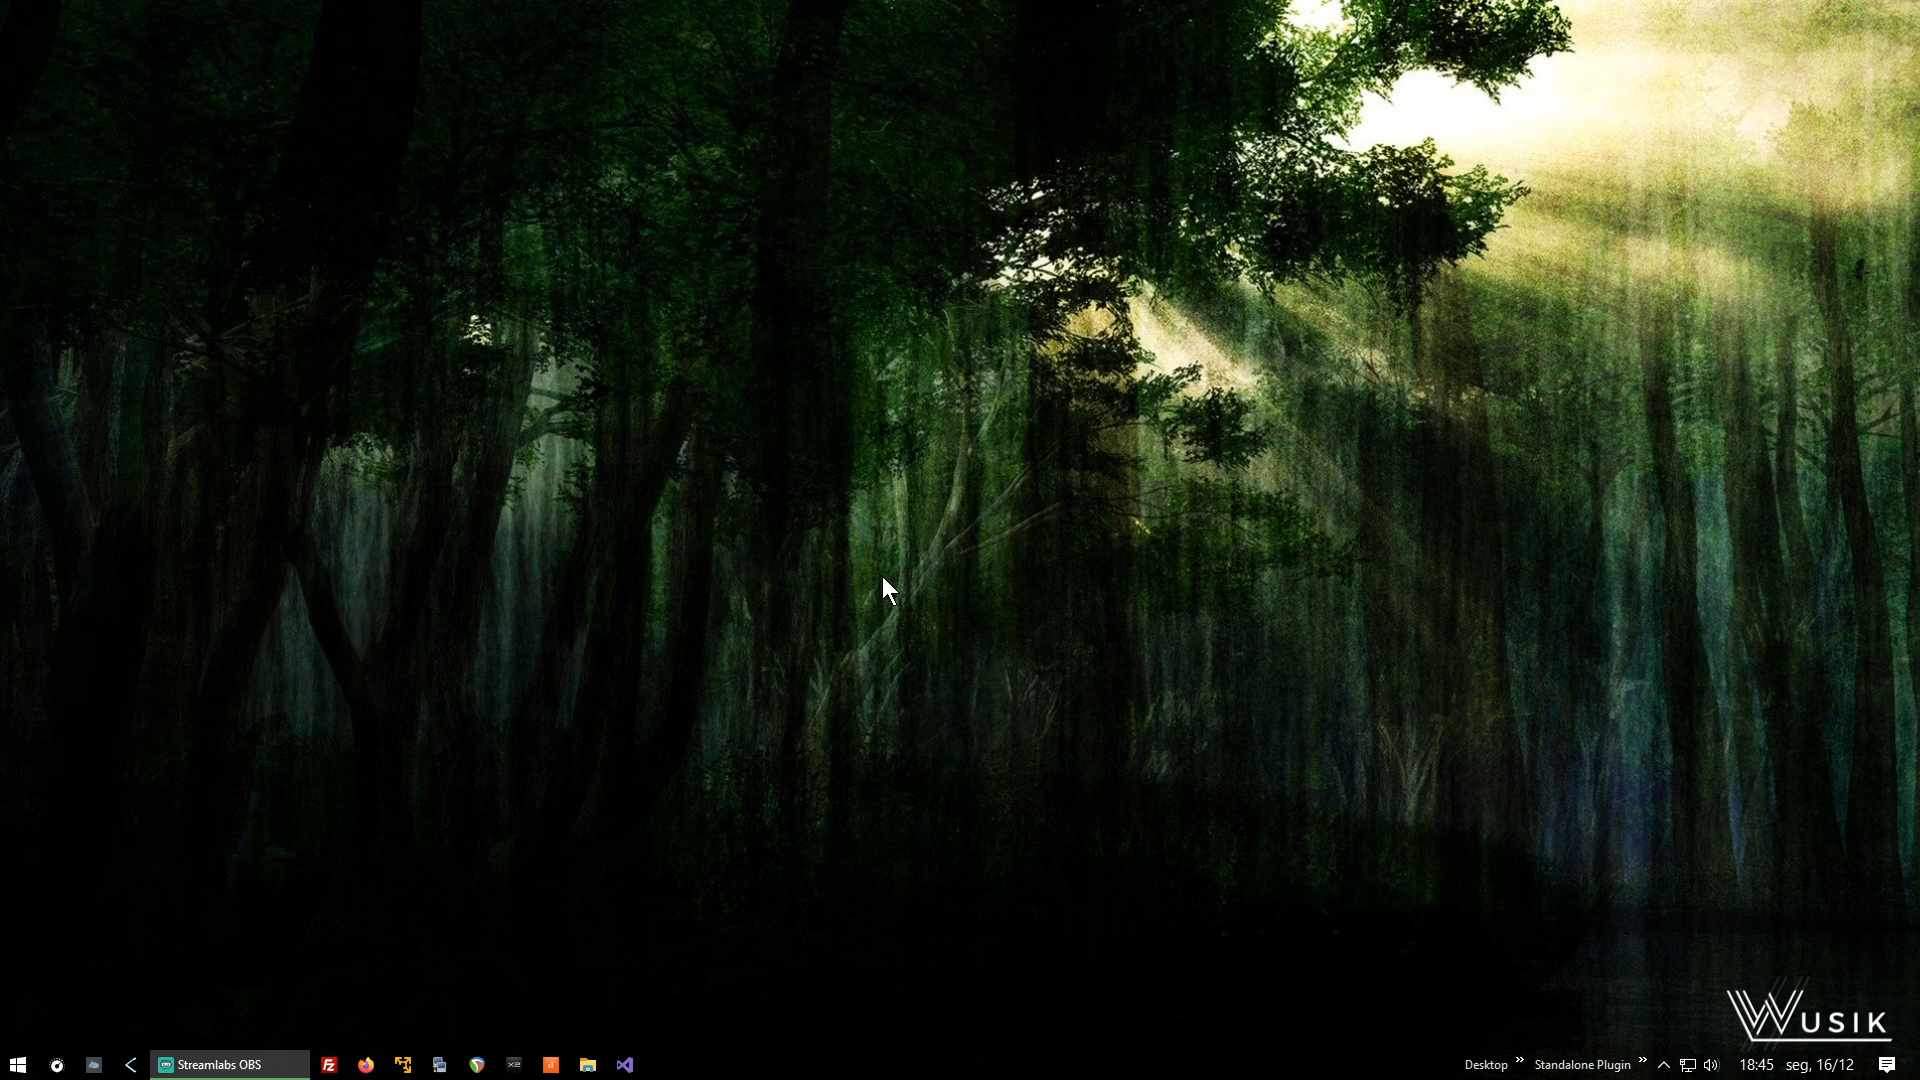 WUSIK
Streamlabs OBS
Desktop
Standalone Plugin
18:45
seg, 16/12